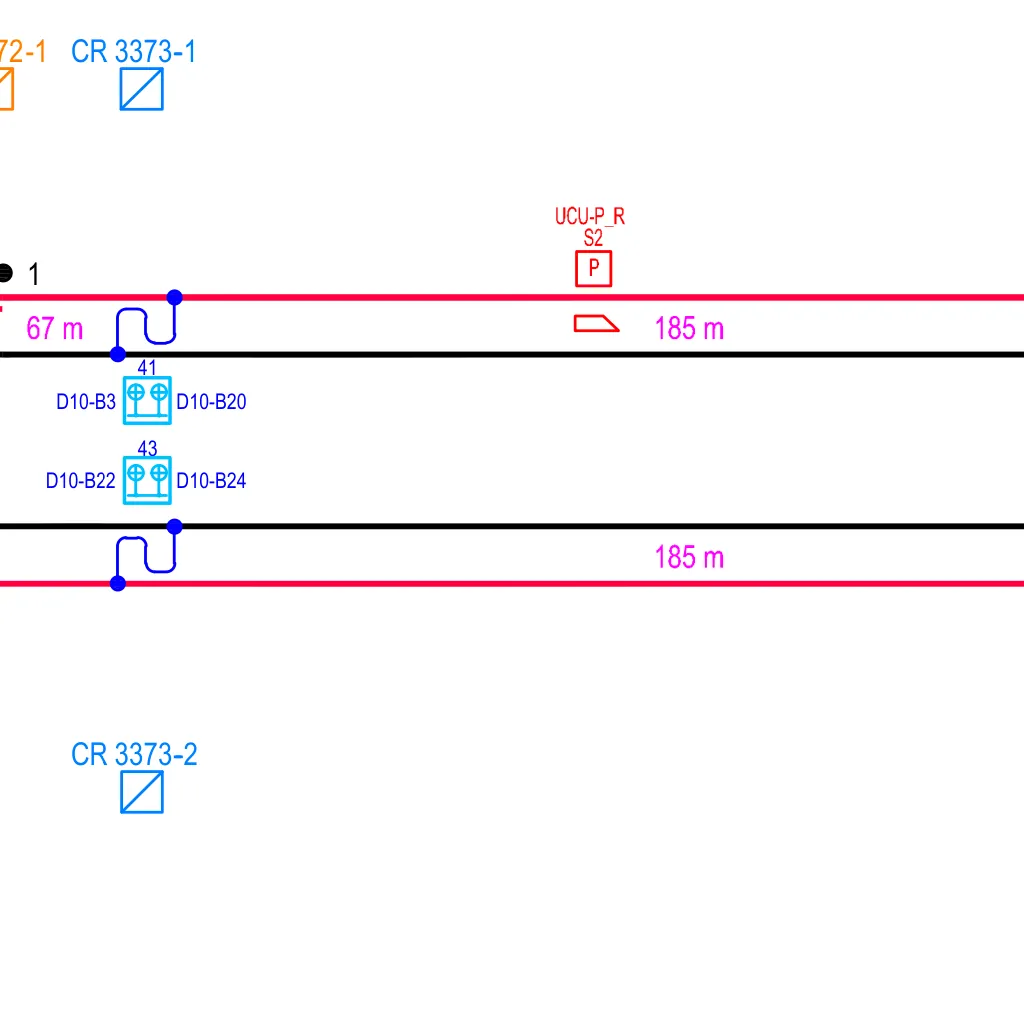 72-1
CR 3373-1
UCU-P_R
S2
P
1
67 m
185 m
41
D10-B3
D10-B20
43
D10-B22
D10-B24
185 m
CR 3373-2